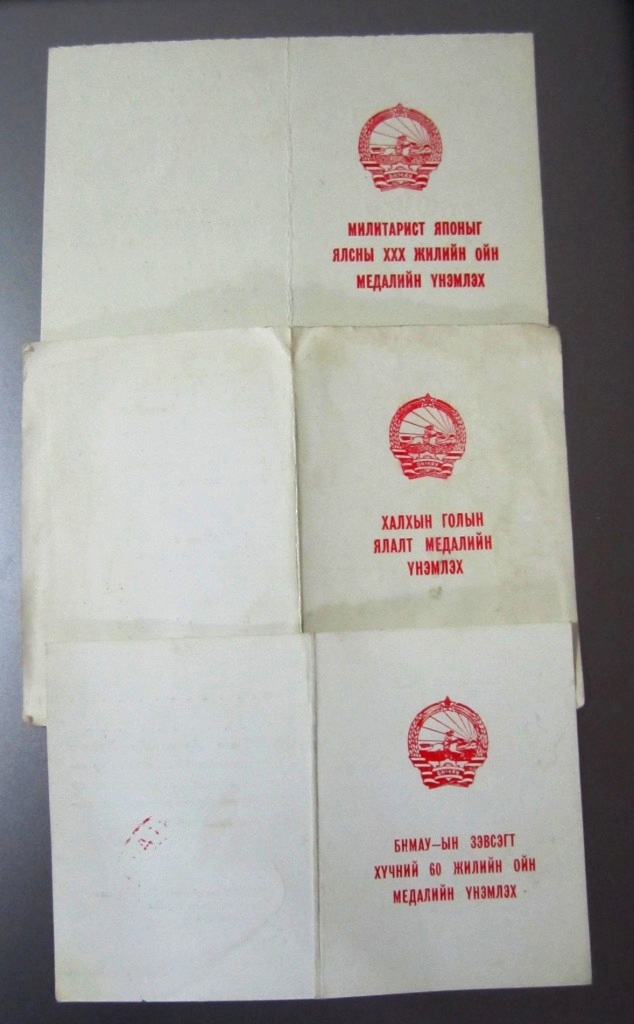 МИЛИТАРИСТ ЯПОНЫГ
ЯЛСНЫ XXX ЖИЛИЙН ОЙН
МЕДАЛИЙН ҮНЭМЛЭХ
ХАЛХЫН ГОЛЫН
ЯЛАЛТ МЕДАЛИЙН
ҮНЭМЛЭХ
БНМАУ—ЫН ЗЭВСЭГТ
ХҮЧНИЙ 60 ЖИЛИЙН ОЙН
МЕДАЛИЙН ҮНЭМЛЭХ